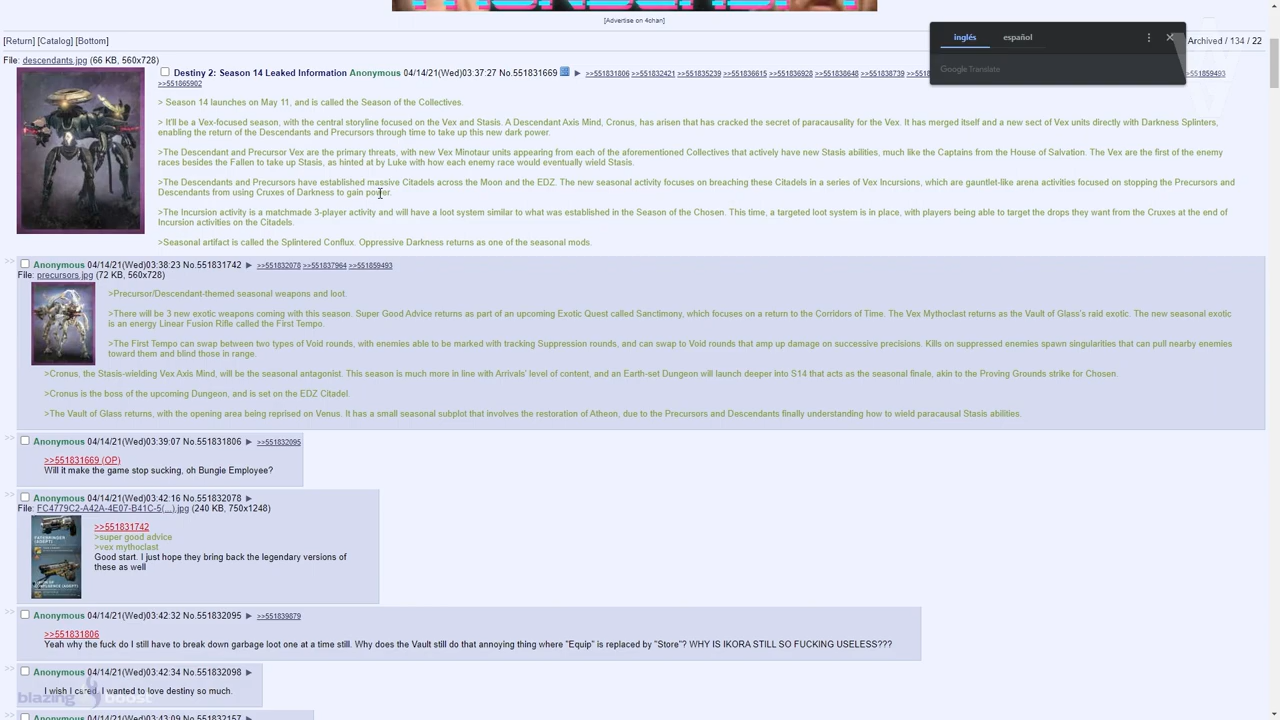 [Advertise on 4chan]
[Return] [Catalog] [Bottom]
inglés español
Archived / 134 / 22
Google Translate
File: descendants.jpg (66 KB, 560x728)
Destiny 2: Season 14 Leaked Information Anonymous 04/14/21(Wed)03:37:27 No.551831669 ▶ >>551831806 >>551832421 >>551835239 >>551836615 >>551836928 >>551838648 >>551838739 >>551859493
>>551865902
> Season 14 launches on May 11, and is called the Season of the Collectives.
> It'll be a Vex-focused season, with the central storyline focused on the Vex and Stasis. A Descendant Axis Mind, Cronus, has arisen that has cracked the secret of paracausality for the Vex. It has merged itself and a new sect of Vex units directly with Darkness Splinters,
enabling the return of the Descendants and Precursors through time to take up this new dark power.
>The Descendant and Precursor Vex are the primary threats, with new Vex Minotaur units appearing from each of the aforementioned Collectives that actively have new Stasis abilities, much like the Captains from the House of Salvation. The Vex are the first of the enemy
races besides the Fallen to take up Stasis, as hinted at by Luke with how each enemy race would eventually wield Stasis.
>The Descendants and Precursors have established massive Citadels across the Moon and the EDZ. The new seasonal activity focuses on breaching these Citadels in a series of Vex Incursions, which are gauntlet-like arena activities focused on stopping the Precursors and
Descendants from using Cruxes of Darkness to gain power.
>The Incursion activity is a matchmade 3-player activity and will have a loot system similar to what was established in the Season of the Chosen. This time, a targeted loot system is in place, with players being able to target the drops they want from the Cruxes at the end of
Incursion activities on the Citadels.
>Seasonal artifact is called the Splintered Conflux. Oppressive Darkness returns as one of the seasonal mods.
>> Anonymous 04/14/21(Wed)03:38:23 No.551831742 ▶ >>551832078 >>551837964 >>551859493
File: precursors.jpg (72 KB, 560x728)
>Precursor/Descendant-themed seasonal weapons and loot.
>There will be 3 new exotic weapons coming with this season. Super Good Advice returns as part of an upcoming Exotic Quest called Sanctimony, which focuses on a return to the Corridors of Time. The Vex Mythoclast returns as the Vault of Glass's raid exotic. The new seasonal exotic
is an energy Linear Fusion Rifle called the First Tempo.
>The First Tempo can swap between two types of Void rounds, with enemies able to be marked with tracking Suppression rounds, and can swap to Void rounds that amp up damage on successive precisions. Kills on suppressed enemies spawn singularities that can pull nearby enemies
toward them and blind those in range.
>Cronus, the Stasis-wielding Vex Axis Mind, will be the seasonal antagonist. This season is much more in line with Arrivals' level of content, and an Earth-set Dungeon will launch deeper into S14 that acts as the seasonal finale, akin to the Proving Grounds strike for Chosen.
>Cronus is the boss of the upcoming Dungeon, and is set on the EDZ Citadel.
>The Vault of Glass returns, with the opening area being reprised on Venus. It has a small seasonal subplot that involves the restoration of Atheon, due to the Precursors and Descendants finally understanding how to wield paracausal Stasis abilities.
>> Anonymous 04/14/21(Wed)03:39:07 No.551831806 ▶ >>551832095
>>551831669 (OP)
Will it make the game stop sucking, oh Bungie Employee?
>> Anonymous 04/14/21(Wed)03:42:16 No.551832078 ▶
File: FC4779C2-A42A-4E07-B41C-5(...).jpg (240 KB, 750x1248)
>>551831742
>super good advice
>vex mythoclast
Good start. I just hope they bring back the legendary versions of
these as well
>> Anonymous 04/14/21(Wed)03:42:32 No.551832095 ▶ >>551839879
>>551831806
Yeah why the fuck do I still have to break down garbage loot one at a time still. Why does the Vault still do that annoying thing where "Equip" is replaced by "Store"? WHY IS IKORA STILL SO FUCKING USELESS???
>> Anonymous 04/14/21(Wed)03:42:34 No.551832098 ▶
I wish I cared. I wanted to love destiny so much.
blazing boost
>> Anonymous 04/14/21(Wed)03:43:09 No.551832157 ▶